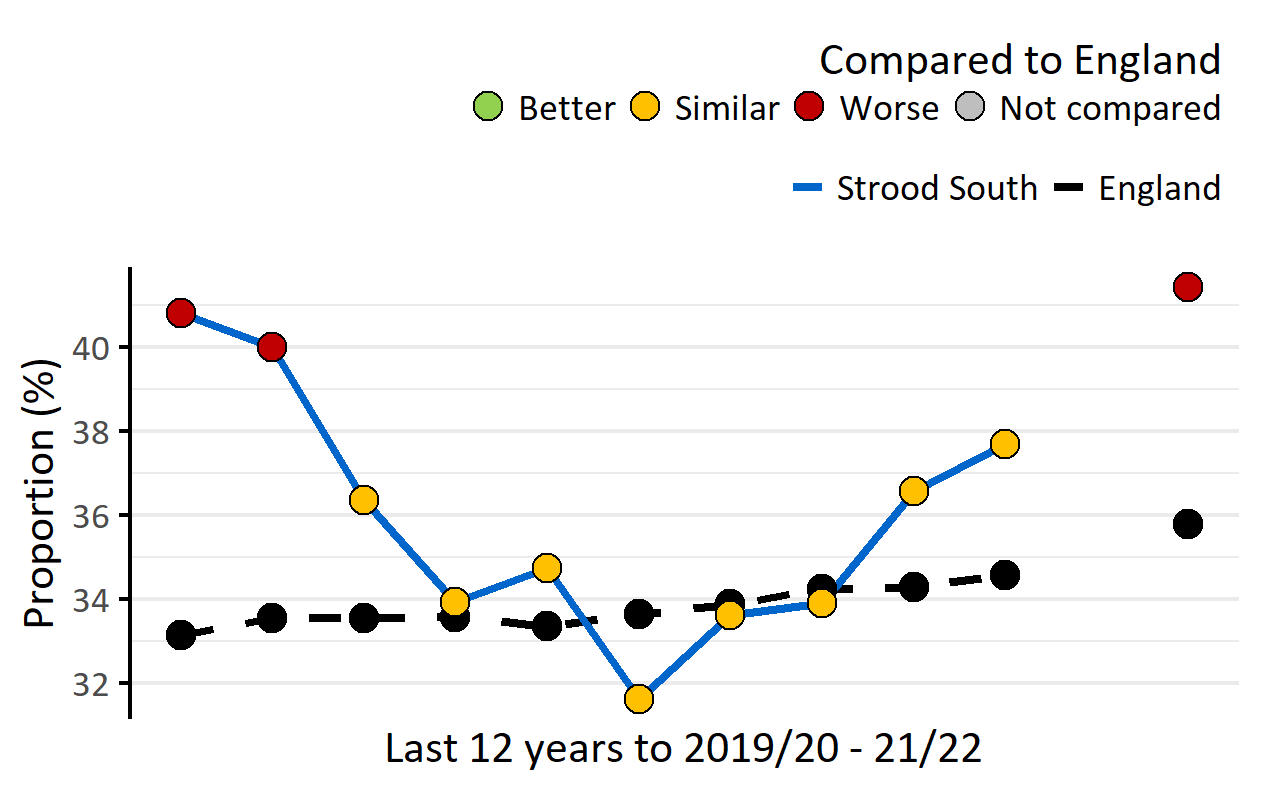 Compared to England
Better Similar Worse Not compared
Strood South England
Proportion (%)
40
38
36
34
32
Last 12 years to 2019/20 - 21/22